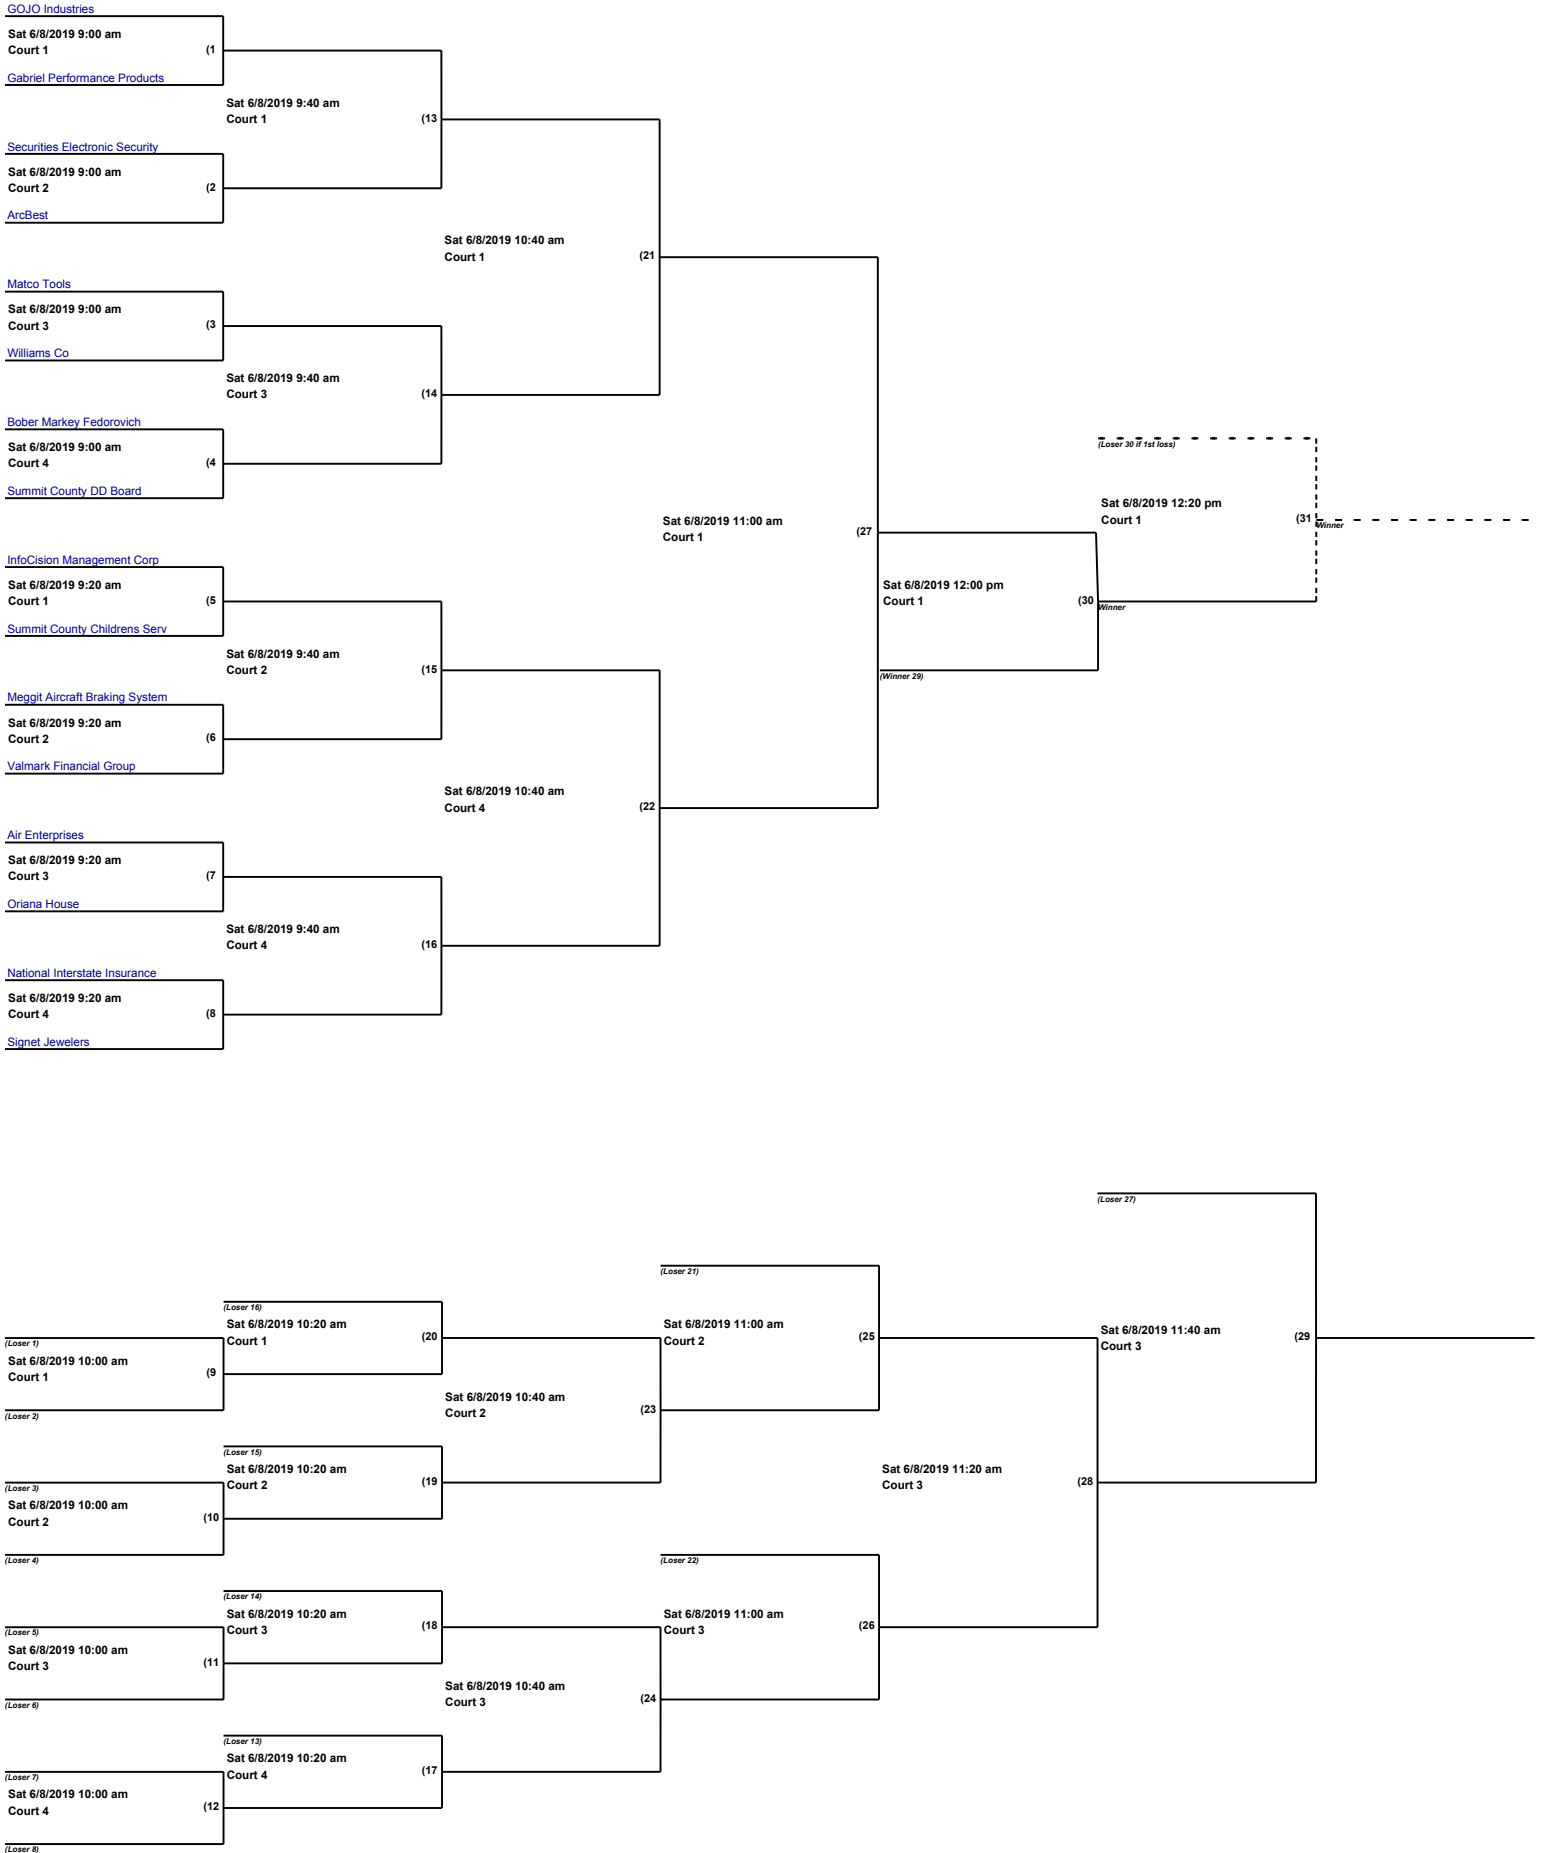 GOJO Industries
Sat 6/8/2019 9:00 am
Court 1
(1
Gabriel Performance Products
Sat 6/8/2019 9:40 am
Court 1
(13
Securities Electronic Security
Sat 6/8/2019 9:00 am
Court 2
(2
ArcBest
Sat 6/8/2019 10:40 am
Court 1
(21
Matco Tools
Sat 6/8/2019 9:00 am
Court 3
(3
Williams Co
Sat 6/8/2019 9:40 am
Court 3
(14
Bober Markey Fedorovich
Sat 6/8/2019 9:00 am
Court 4
(4
Summit County DD Board
(Loser 30 if 1st loss)
Sat 6/8/2019 12:20 pm
Court 1
(31
Winner
Sat 6/8/2019 11:00 am
Court 1
(27
InfoCision Management Corp
Sat 6/8/2019 9:20 am
Court 1
(5
Summit County Childrens Serv
Sat 6/8/2019 12:00 pm
Court 1
(30
Winner
Sat 6/8/2019 9:40 am
Court 2
(15
(Winner 29)
Meggit Aircraft Braking System
Sat 6/8/2019 9:20 am
Court 2
(6
Valmark Financial Group
Sat 6/8/2019 10:40 am
Court 4
(22
Air Enterprises
Sat 6/8/2019 9:20 am
Court 3
(7
Oriana House
Sat 6/8/2019 9:40 am
Court 4
(16
National Interstate Insurance
Sat 6/8/2019 9:20 am
Court 4
(8
Signet Jewelers
(Loser 27)
(Loser 21)
(Loser 16)
Sat 6/8/2019 10:20 am
Court 1
(20
Sat 6/8/2019 11:00 am
Court 2
(25
Sat 6/8/2019 11:40 am
Court 3
(29
(Loser 1)
Sat 6/8/2019 10:00 am
Court 1
(9
(Loser 2)
Sat 6/8/2019 10:40 am
Court 2
(23
(Loser 15)
Sat 6/8/2019 10:20 am
Court 2
(19
Sat 6/8/2019 11:20 am
Court 3
(28
(Loser 3)
Sat 6/8/2019 10:00 am
Court 2
(10
(Loser 4)
(Loser 22)
(Loser 14)
Sat 6/8/2019 10:20 am
Court 3
(18
Sat 6/8/2019 11:00 am
Court 3
(26
(Loser 5)
Sat 6/8/2019 10:00 am
Court 3
(11
(Loser 6)
Sat 6/8/2019 10:40 am
Court 3
(24
(Loser 13)
Sat 6/8/2019 10:20 am
Court 4
(17
(Loser 7)
Sat 6/8/2019 10:00 am
Court 4
(12
(Loser 8)